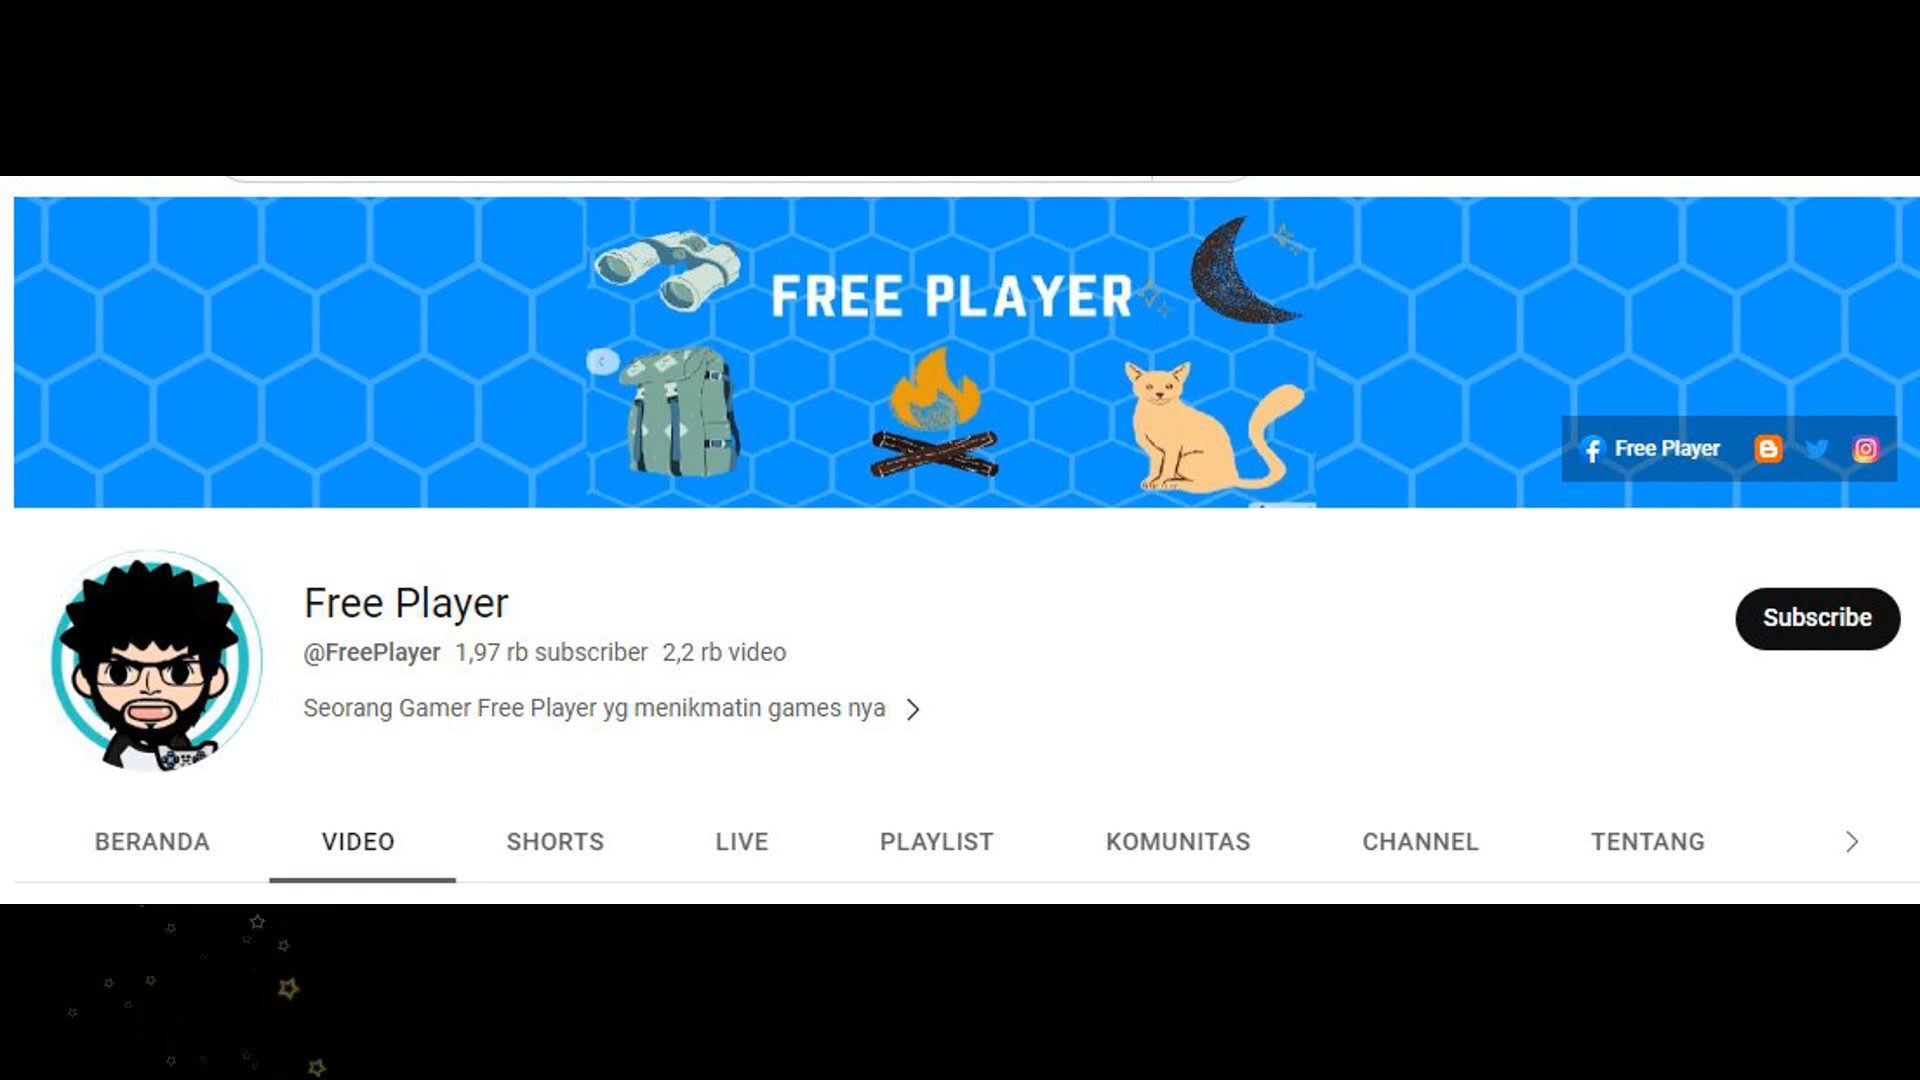 FREE PLAYER
Free Player
Free Player
@FreePlayer 1,97 rb subscriber 2,2 rb video
Subscribe
Seorang Gamer Free Player yg menikmatin games nya
BERANDA VIDEO SHORTS LIVE PLAYLIST KOMUNITAS CHANNEL TENTANG